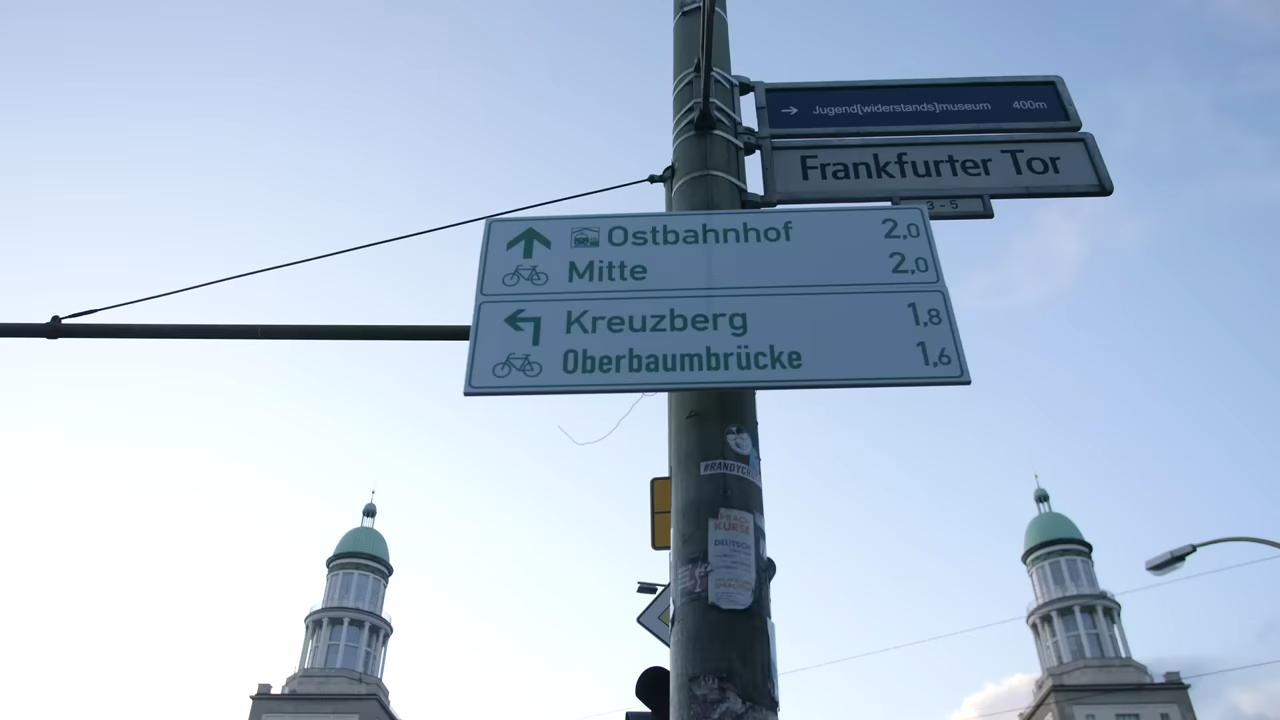 → Jugend[widerstands]museum 400m
Frankfurter Tor
3 - 5
Ostbahnhof 2,0
Mitte 2,0
Kreuzberg 1,8
Oberbaumbrücke 1,6
KURSE
DEUTSCH